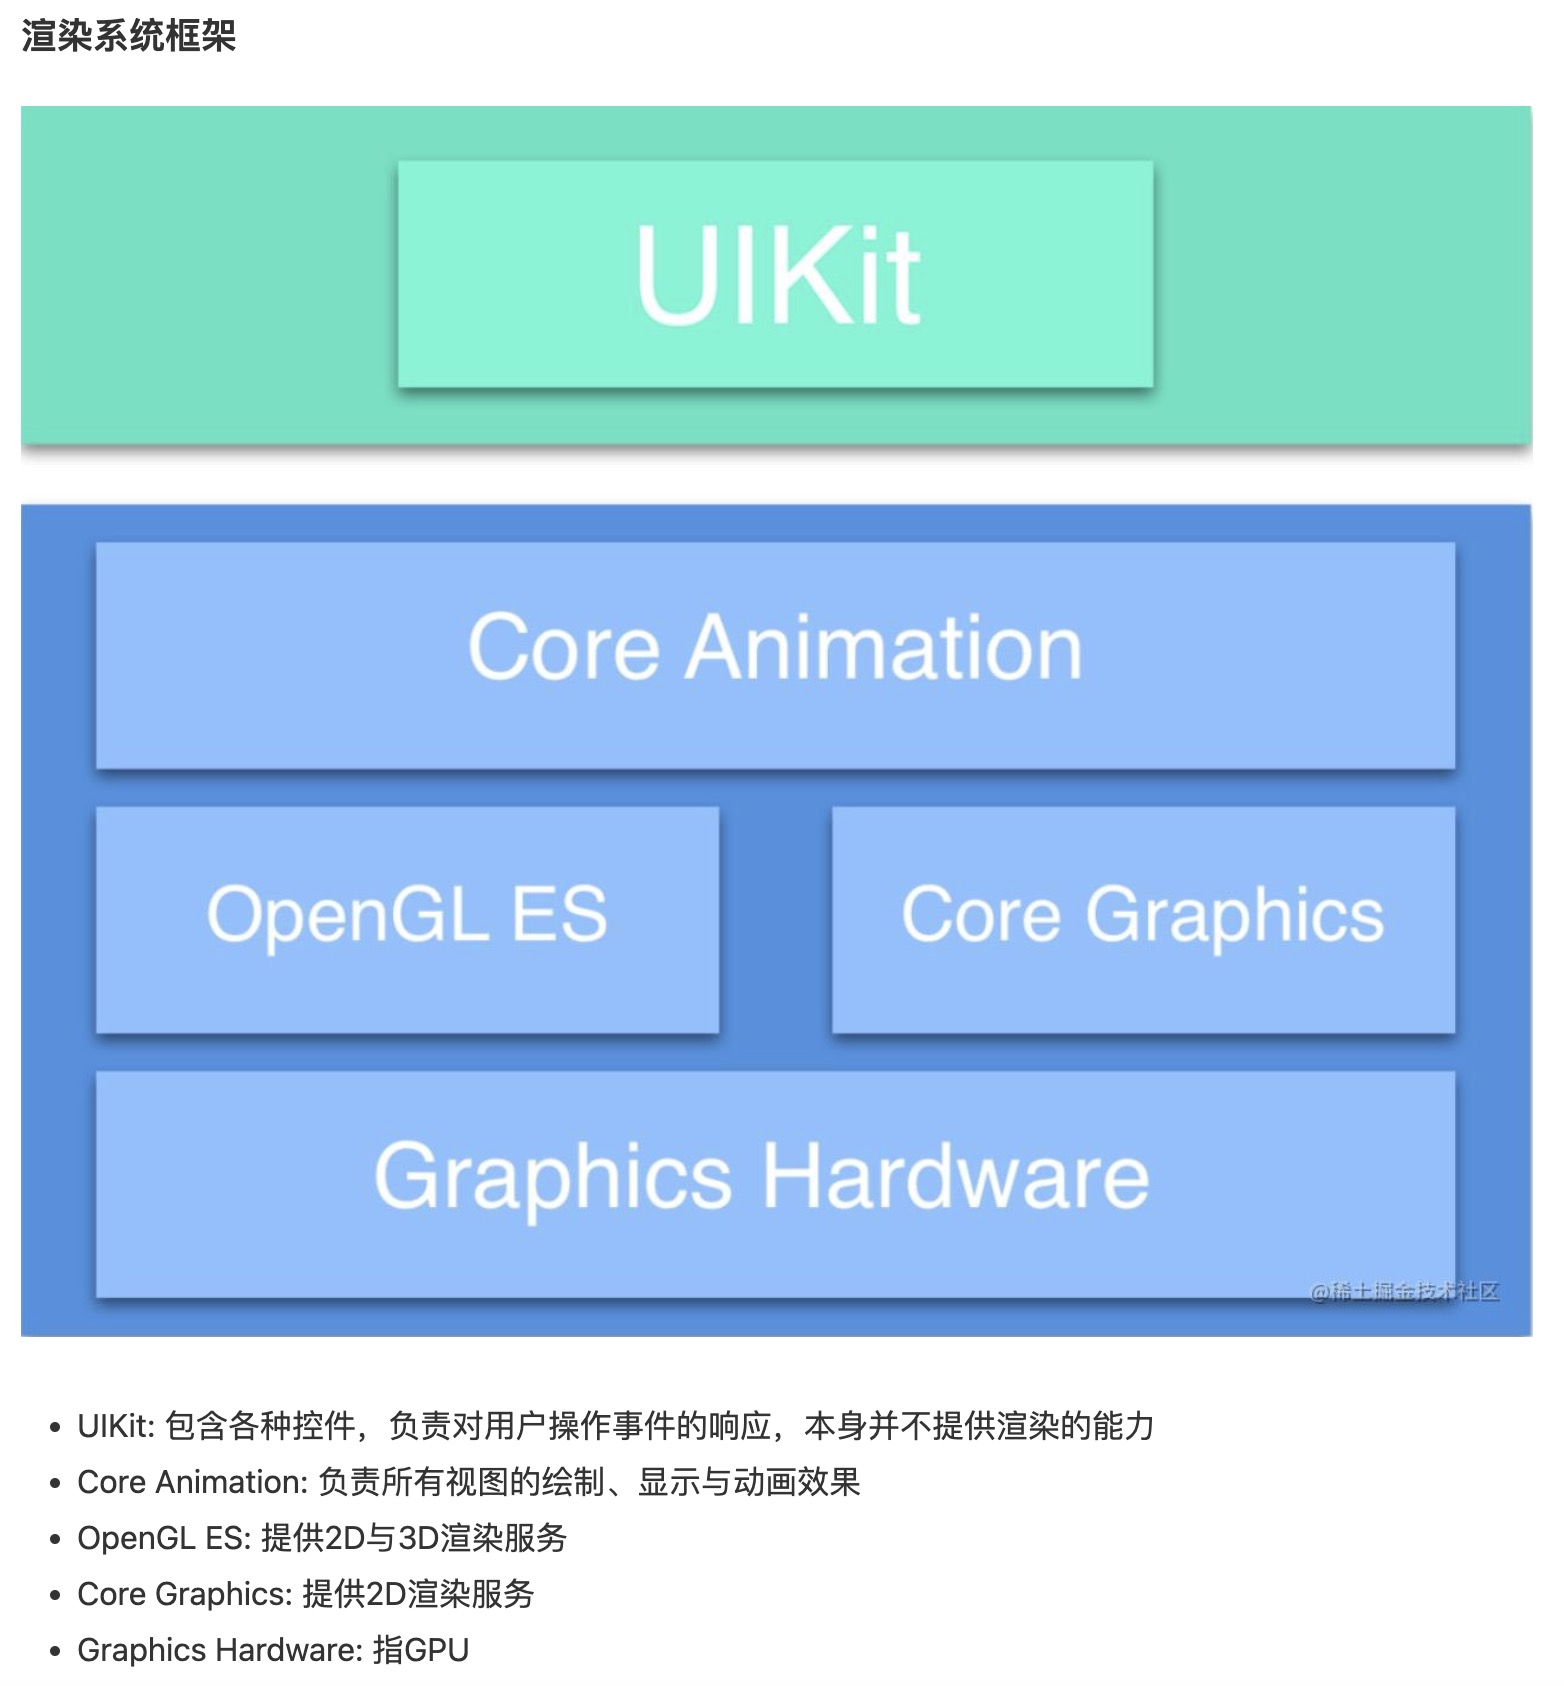 渲染系统框架
UIKit
Core Animation
OpenGL ES
Core Graphics
Graphics Hardware
@稀土掘金技术社区
• UIKit: 包含各种控件，负责对用户操作事件的响应，本身并不提供渲染的能力
• Core Animation: 负责所有视图的绘制、显示与动画效果
• OpenGL ES: 提供2D与3D渲染服务
• Core Graphics: 提供2D渲染服务
• Graphics Hardware: 指GPU